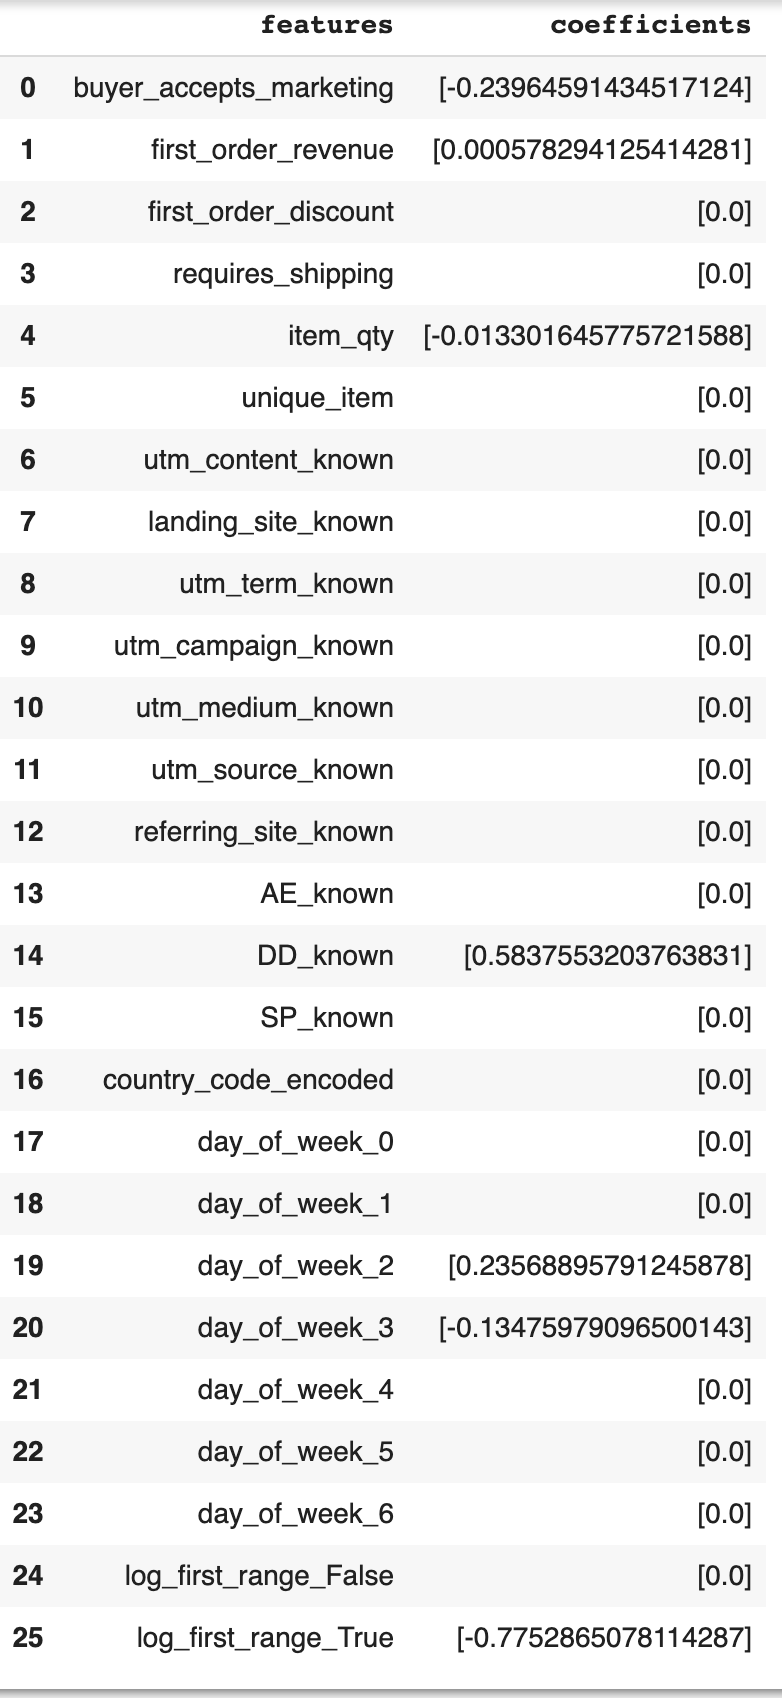 features coefficients
0 buyer_accepts_marketing [-0.23964591434517124]
1 first_order_revenue [0.000578294125414281]
2 first_order_discount [0.0]
3 requires_shipping [0.0]
4 item_qty [-0.013301645775721588]
5 unique_item [0.0]
6 utm_content_known [0.0]
7 landing_site_known [0.0]
8 utm_term_known [0.0]
9 utm_campaign_known [0.0]
10 utm_medium_known [0.0]
11 utm_source_known [0.0]
12 referring_site_known [0.0]
13 AE_known [0.0]
14 DD_known [0.5837553203763831]
15 SP_known [0.0]
16 country_code_encoded [0.0]
17 day_of_week_0 [0.0]
18 day_of_week_1 [0.0]
19 day_of_week_2 [0.23568895791245878]
20 day_of_week_3 [-0.13475979096500143]
21 day_of_week_4 [0.0]
22 day_of_week_5 [0.0]
23 day_of_week_6 [0.0]
24 log_first_range_False [0.0]
25 log_first_range_True [-0.7752865078114287]